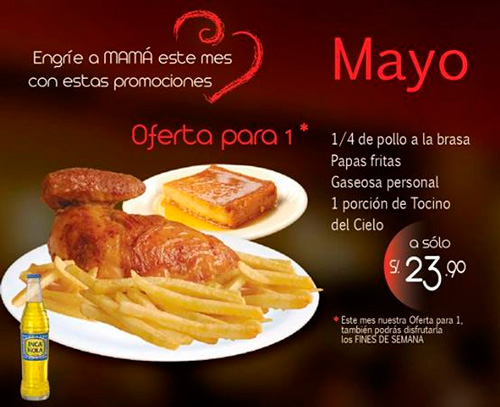 Engríe a MAMÁ este mes
con estas promociones
Mayo
Oferta para 1 *
1/4 de pollo a la brasa
Papas fritas
Gaseosa personal
1 porción de Tocino
del Cielo
a sólo
S/. 23.90
* Este mes nuestra Oferta para 1,
también podrás disfrutarla
los FINES DE SEMANA
INCA
KOLA